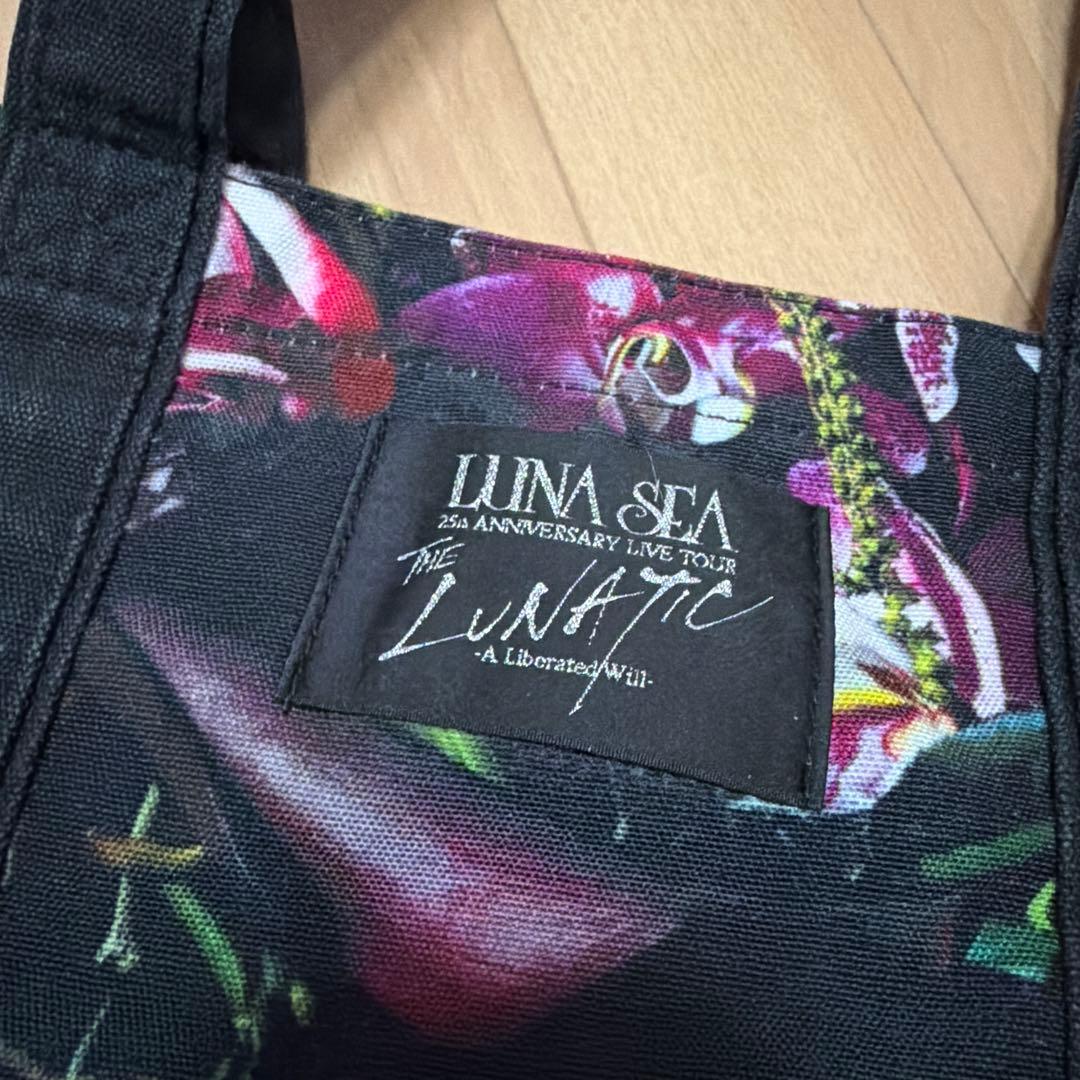 LUNA SEA
25th ANNIVERSARY LIVE TOUR
THE
LUNATIC
-A Liberated Will-